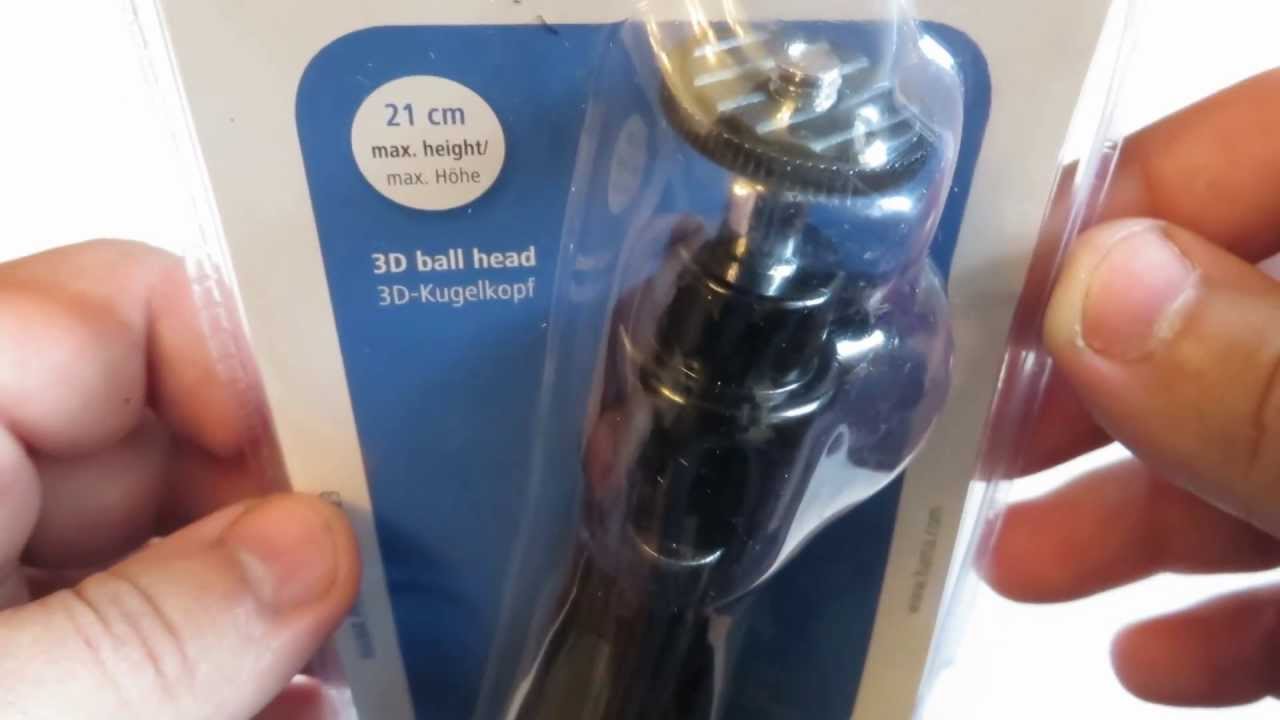 21 cm
max. height/
max. Höhe
3D ball head
3D-Kugelkopf